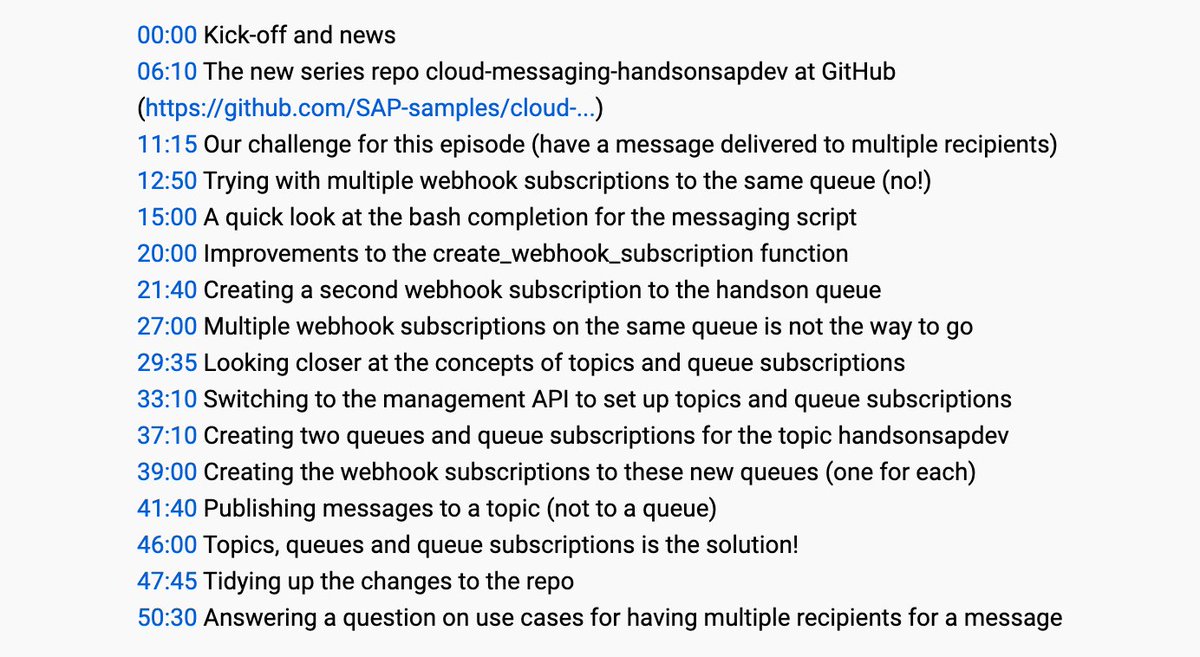 00:00 Kick-off and news
06:10 The new series repo cloud-messaging-handsonsapdev at GitHub
(https://github.com/SAP-samples/cloud-...)
11:15 Our challenge for this episode (have a message delivered to multiple recipients)
12:50 Trying with multiple webhook subscriptions to the same queue (no!)
15:00 A quick look at the bash completion for the messaging script
20:00 Improvements to the create_webhook_subscription function
21:40 Creating a second webhook subscription to the handson queue
27:00 Multiple webhook subscriptions on the same queue is not the way to go
29:35 Looking closer at the concepts of topics and queue subscriptions
33:10 Switching to the management API to set up topics and queue subscriptions
37:10 Creating two queues and queue subscriptions for the topic handsonsapdev
39:00 Creating the webhook subscriptions to these new queues (one for each)
41:40 Publishing messages to a topic (not to a queue)
46:00 Topics, queues and queue subscriptions is the solution!
47:45 Tidying up the changes to the repo
50:30 Answering a question on use cases for having multiple recipients for a message